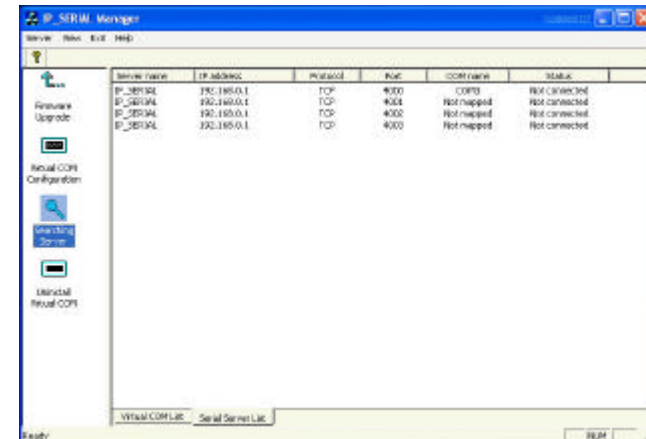 IP_SERIAL Manager
Server View Exit Help
Firmware
Upgrade
Virtual COM
Configuration
Searching
Server
Uninstall
Virtual COM
Server name IP address Protocol Port COM name Status
IP_SERIAL 192.168.0.1 TCP 4000 Not connected
IP_SERIAL 192.168.0.1 TCP 4001 Not mapped Not connected
IP_SERIAL 192.168.0.1 TCP 4002 Not mapped Not connected
IP_SERIAL 192.168.0.1 TCP 4003 Not mapped Not connected
Virtual COM List Serial Server List
Ready NUM